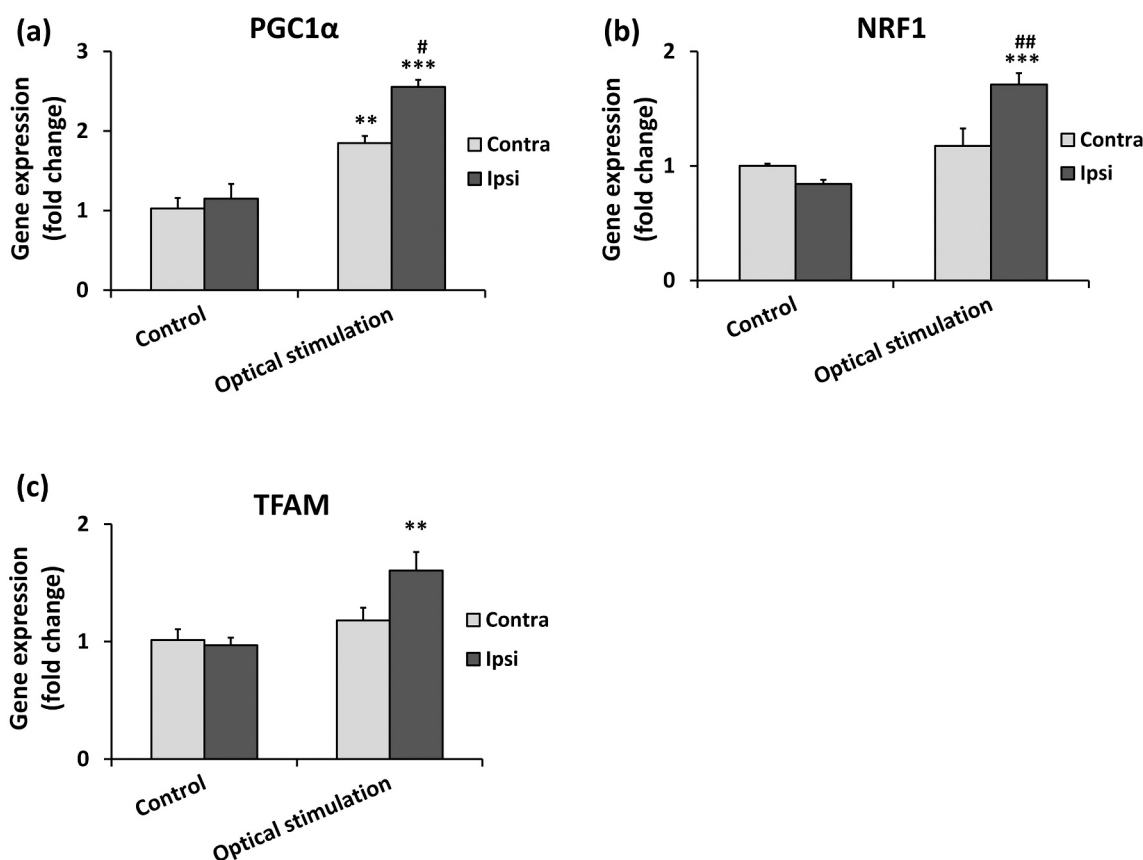 (a)
PGC1α
Gene expression
(fold change)
3
2
1
0
#
***
**
Contra
Ipsi
Control
Optical stimulation
(b)
NRF1
Gene expression
(fold change)
2
1
0
##
***
Contra
Ipsi
Control
Optical stimulation
(c)
TFAM
Gene expression
(fold change)
2
1
0
**
Contra
Ipsi
Control
Optical stimulation